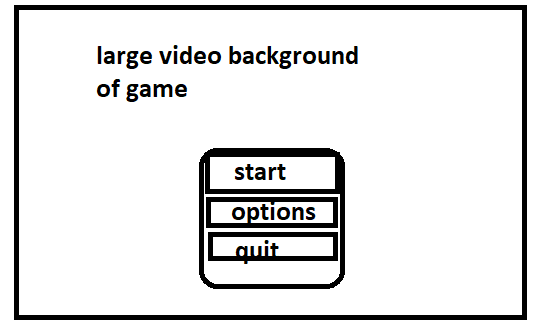 large video background
of game
start
options
quit